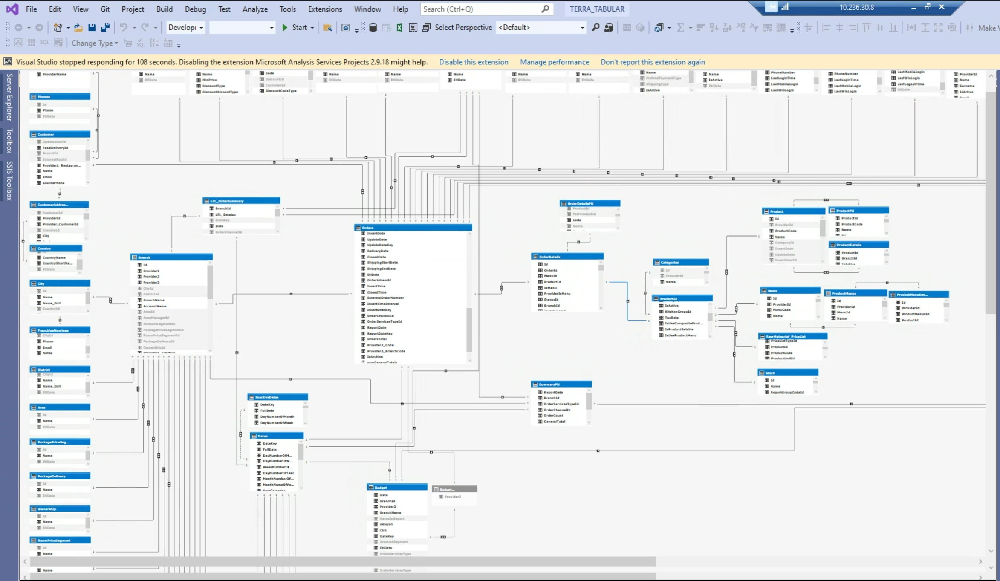 File Edit View Git Project Build Debug Test Analyze Tools Extensions Window Help Search (Ctrl+Q) TERRA_TABULAR 10.236.30.8
Start Select Perspective <Default>
SQL Change Type SQL
Visual Studio stopped responding for 108 seconds. Disabling the extension Microsoft Analysis Services Projects 2.9.18 might help. Disable this extension Manage performance Don't report this extension again
Server Explorer
Toolbox
SSIS Toolbox
ProviderName
Name
EtlDate
Name
MinPrice
DiscountType
DiscountAmountType
Code
DiscountId
CustomerId
DiscountCodeType
Name
EtlDate
Name
EtlDate
Name
EtlDate
Name
EtlDate
Name
EtlDate
Name
MethodPaymentType
ShippingType
IsActive
Name
IsActive
EtlDate
PhoneNumber
LastLoginTime
LastMobileLogin
LastWinLogin
PhoneNumber
LastLoginTime
LastMobileLogin
LastWinLogin
LastMobileLogin
LastWinLogin
LastLogoutTime
EtlDate
ProviderId
Name
Surname
IsActive
Phones
Id
Phone
EtlDate
Customer
UpdateUserId
FoodDeliveryId
BranchId
ExternalAppId
Provider1_Restauran...
Name
Email
SourcePhone
CustomerAddres...
CustomerId
ProviderId
Provider_CustomerId
CountryId
City
Country
CountryName
CountryShortNa...
EtlDate
City
Id
Name
Name_Dzlt
CountryId
FranchiseNominee
CityId
Phone
Email
Notes
District
CityId
Name
Name_Dzlt
EtlDate
Area
Id
Name
EtlDate
PackagePriceSeg...
Id
Name
EtlDate
PackageDelivery
Id
Name
EtlDate
OwnerShip
Id
Name
EtlDate
RoomPriceSegment
Id
Name
Name
LFL_OrderSummary
BranchId
LFL_Satatus
DateKey
Date
OrderChannelId
Branch
Id
Provider1
Provider2
Provider3
CityId
DistrictId
BranchName
AccountName
AreaId
AreaManagerId
AccountSegmentId
PackagePriceSegmentId
RoomPriceSegmentId
PackageDeliveryId
OwnerShipId
Provider1_IsActive
InactiveDates
DateKey
FullDate
DayNumberOfMonth
DayNumberOfWeek
Dates
DateKey
FullDate
DayNumberOfM...
DayNumberOfW...
WeekNumberOf...
DayNumberOfYear
MonthNumberOf...
MonthNameOfYe...
Orders
InsertDate
UpdateDate
UpdateDateKey
DeliveryDate
ClosedDate
ShippingStartDate
ShippingEndDate
EtlDate
OrderAdressId
InsertTime
ClosedTime
ExternalOrderNumber
InsertTimeInterval
InsertDateKey
OrderChannelId
OrderServicesTypeId
ReportDate
ReportDateKey
OrdersTotal
Provider2_Code
Provider3_BranchCode
IsArchive
Budget
Date
BranchId
Provider3
BranchName
NameInReport
Adisyon
Ciro
DateKey
AccountSegment
EtlDate
OrderServicesType
OrderServicesType
Budget...
Provider3
OrderDetailsPU
ProductId
PairProductId
Code
Name
OrderDetails
Id
OrderId
MenuId
ProductId
IsMenu
ProviderIsMenu
StatusId
BranchId
SummaryPU
ReportDate
BranchId
OrderServicesTypeId
OrderChannelId
OrderCount
GeneralTotal
Categories
Id
ProviderId
Name
ProductAll
IsActive
KitchenGroupId
TaxRate
IsUseCompositeProd...
IsProductSalable
IsUseProductMenu
Product
Id
ProviderId
ProductCode
Name
CategoryId
InsertDate
UpdateDate
InsertUserId
ProductPU
ProductId
ProductCode
Name
ProductDetails
ProductId
BranchId
IsActive
Menu
Id
ProviderId
MenuCode
Name
ProductMenus
Id
ProviderId
MenuId
Name
ProductMenuDet...
Id
ProviderId
ProductMenusId
ProductId
RawMataarial_PriceList
PriceListTypeId
ProductId
ProductCode
ProductUnitId
Stock
Id
Name
ReportGroupCodeId